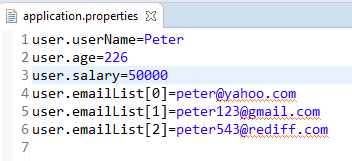 application.properties
1 user.userName=Peter
2 user.age=226
3 user.salary=50000
4 user.emailList[0]=peter@yahoo.com
5 user.emailList[1]=peter123@gmail.com
6 user.emailList[2]=peter543@rediff.com
7